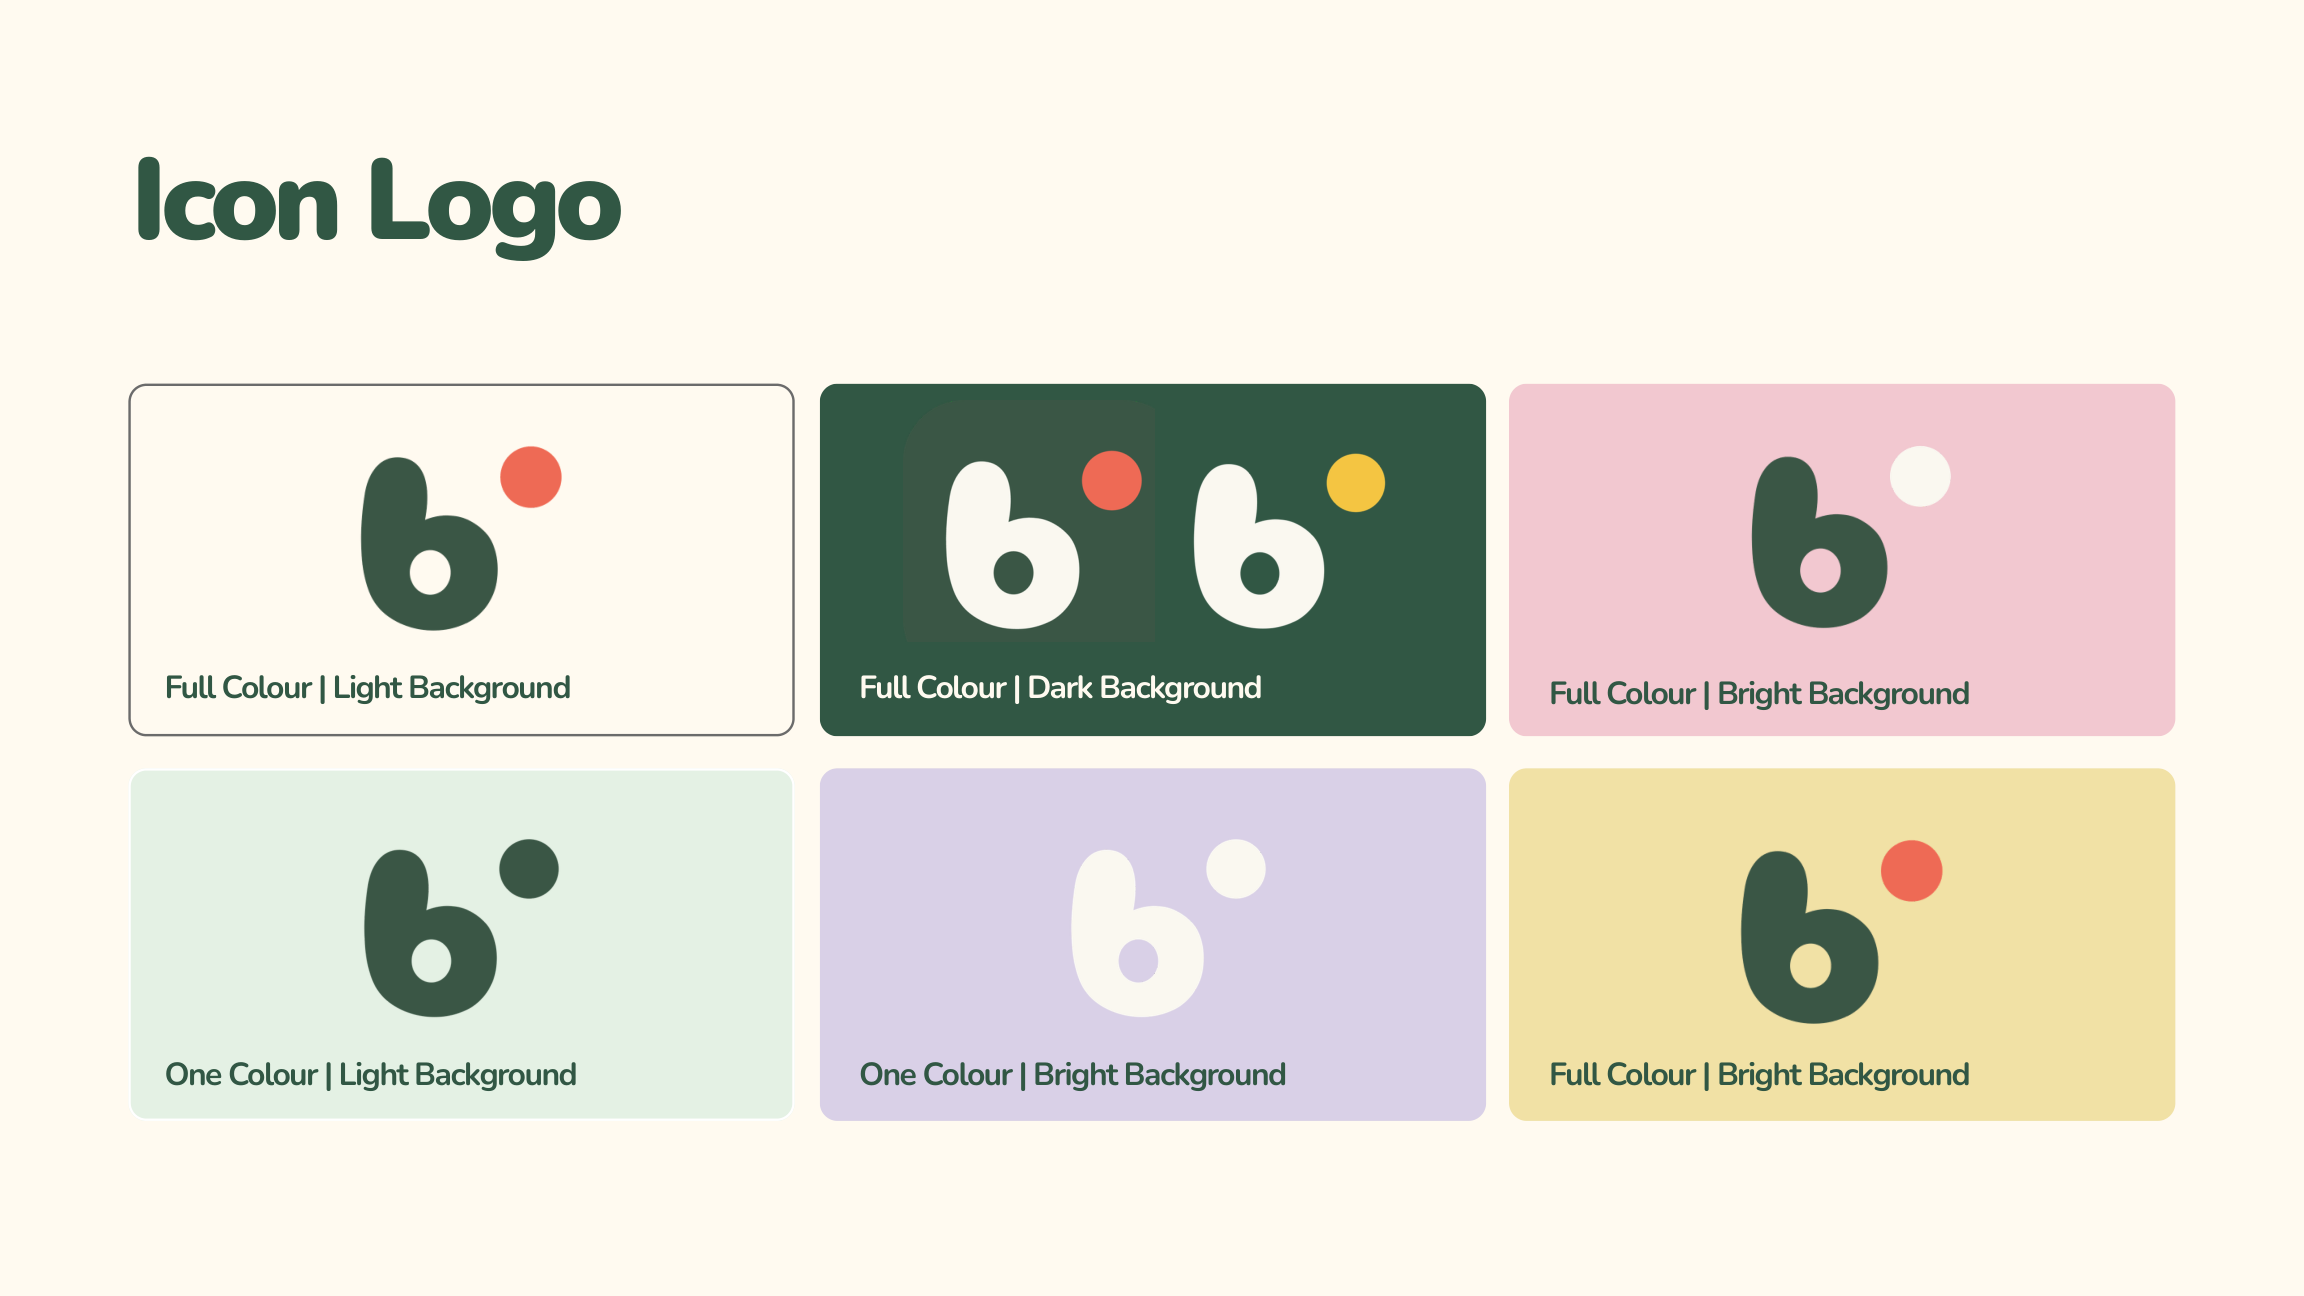 Icon Logo
b
Full Colour | Light Background
b b
Full Colour | Dark Background
b
Full Colour | Bright Background
b
One Colour | Light Background
b
One Colour | Bright Background
b
Full Colour | Bright Background